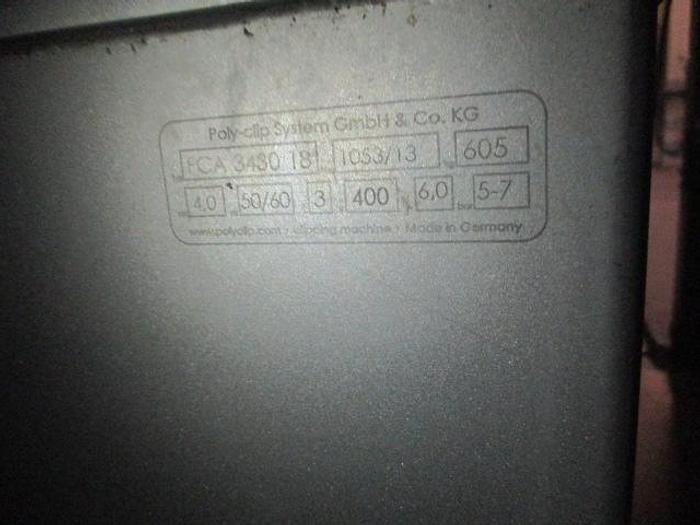 Poly-clip System GmbH & Co. KG
FCA 3430 18 1053/13 605
4.0 50/60 3 400 6,0 bar 5-7
www.polyclip.com • clipping machine • Made in Germany